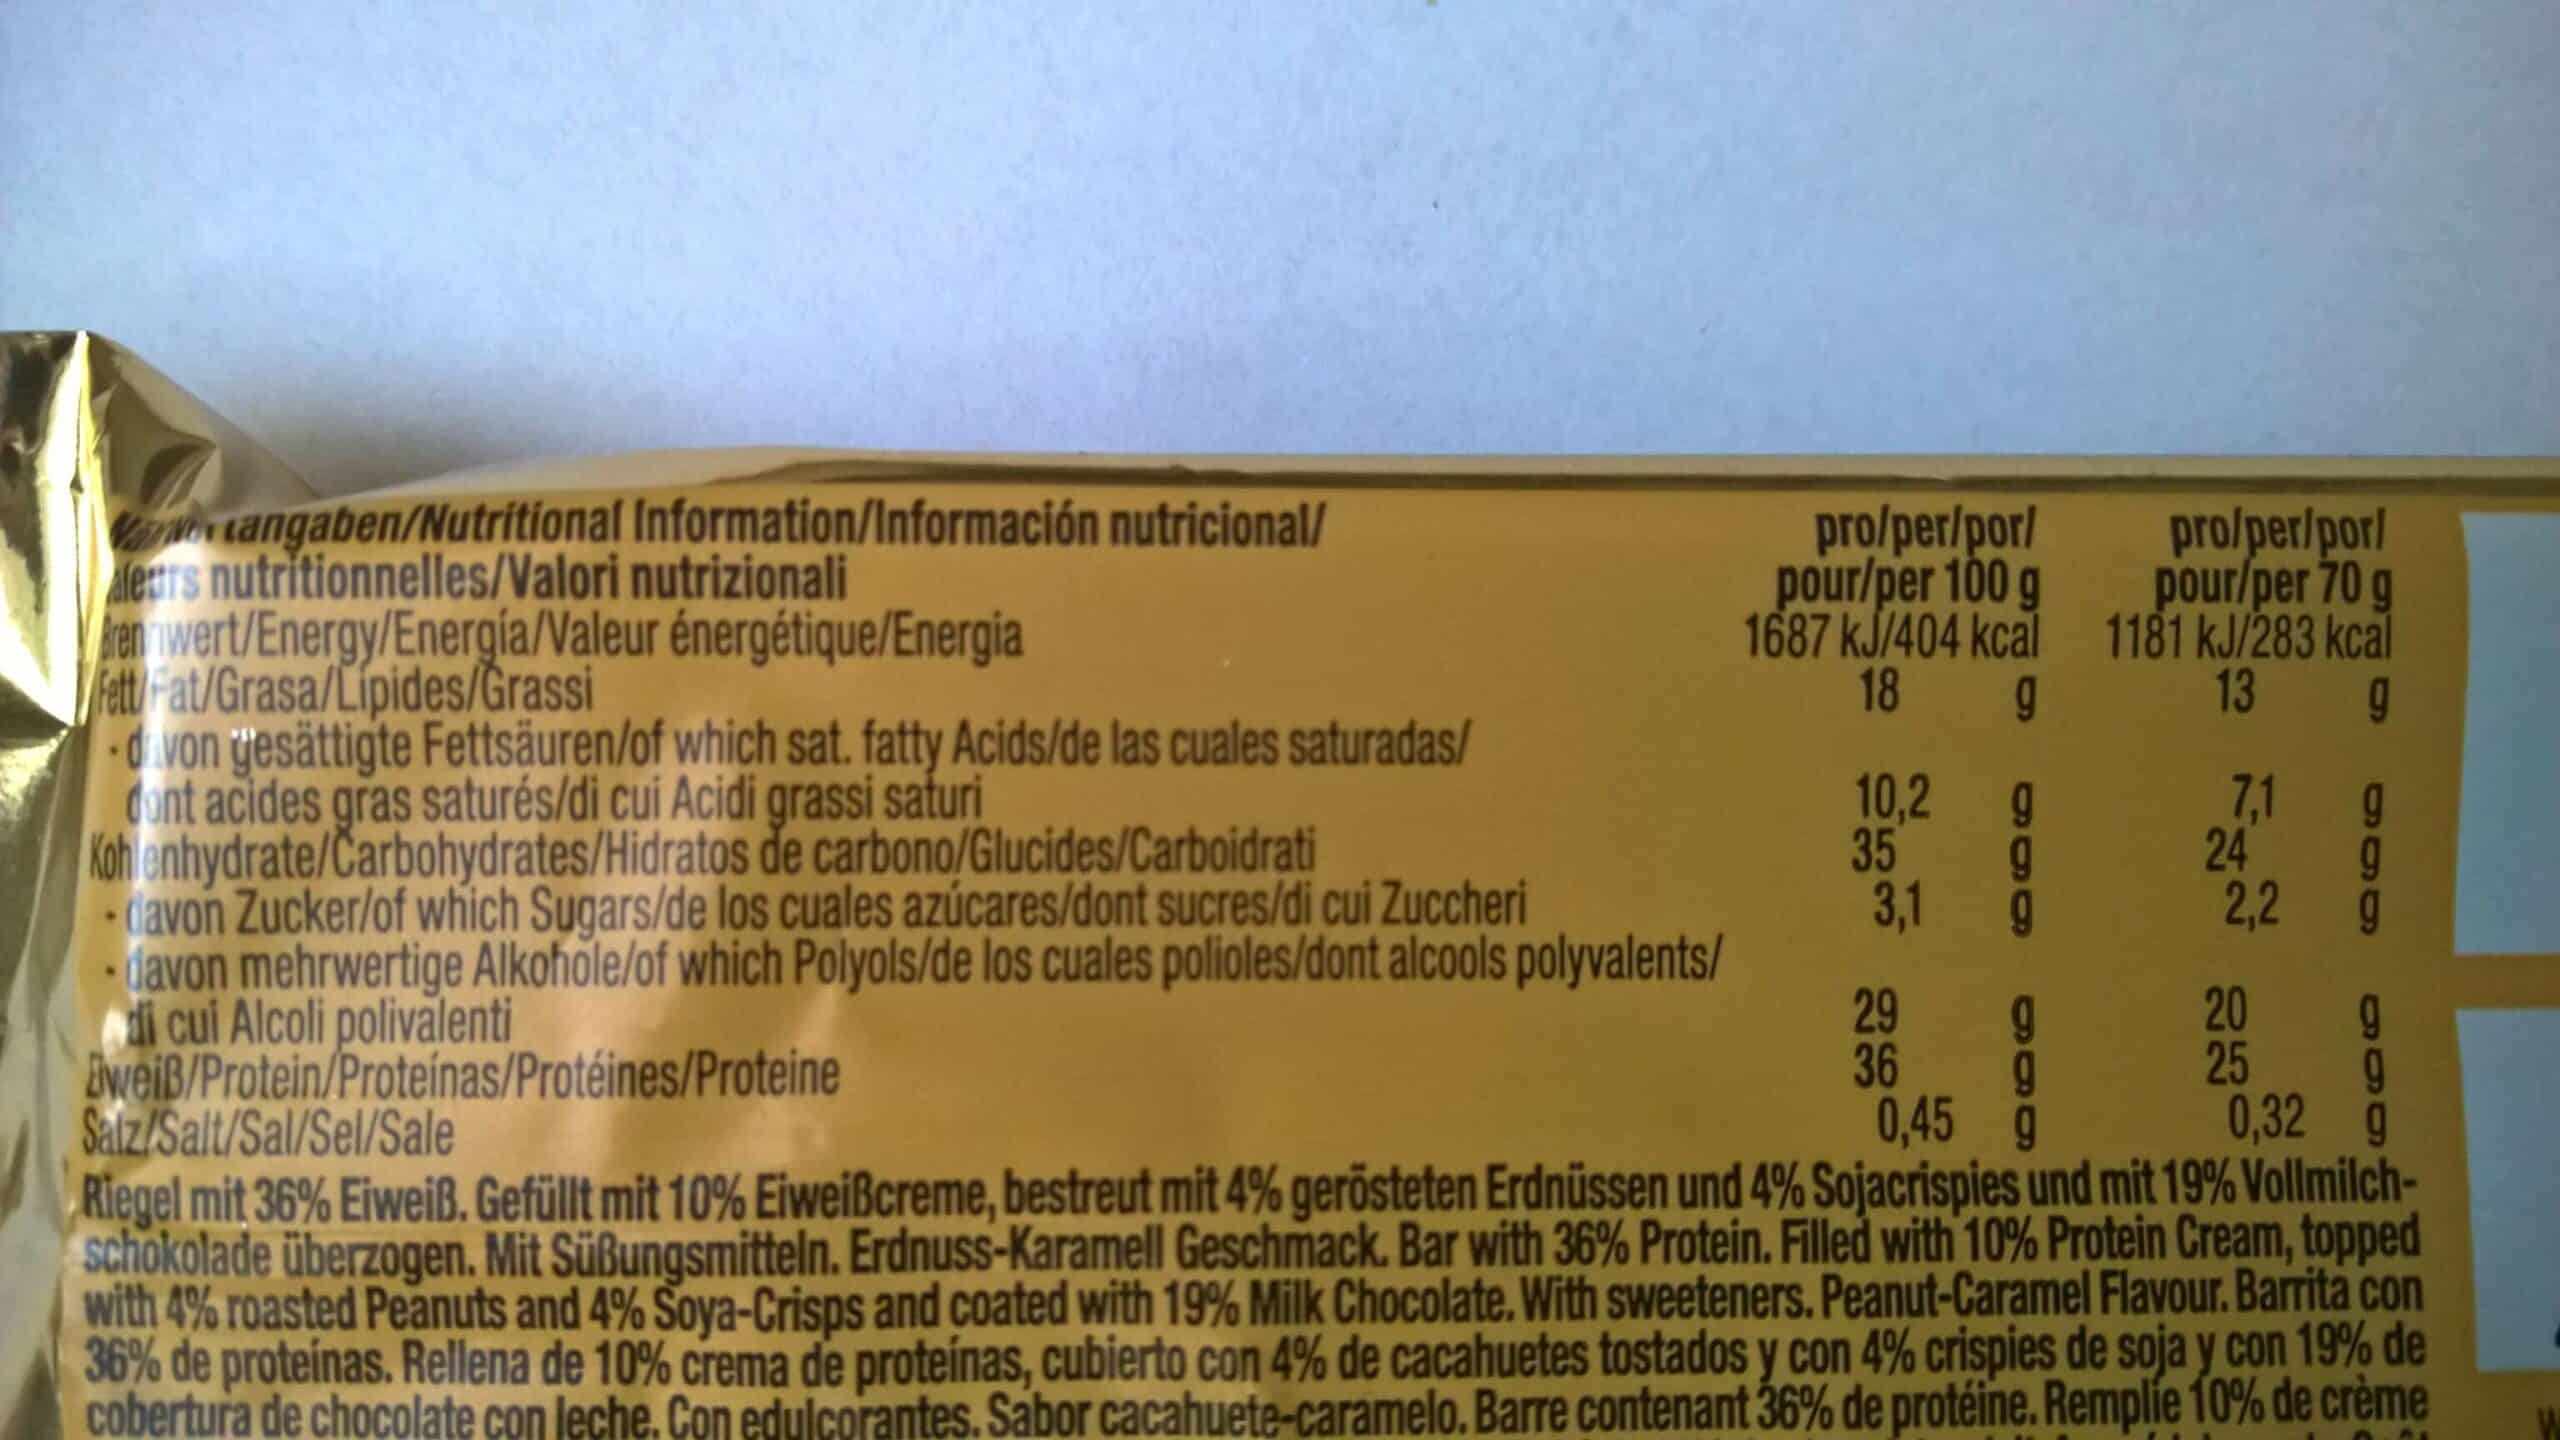 /Nutritional Information/Información nutricional/ pro/per/por/ pro/per/por/
nutritionnelles/Valori nutrizionali pour/per 100 g pour/per 70 g
Brennwert/Energy/Energía/Valeur énergétique/Energia 1687 kJ/404 kcal 1181 kJ/283 kcal
Fett/Fat/Grasa/Lipides/Grassi 18 g 13 g
- davon gesättigte Fettsäuren/of which sat. fatty Acids/de las cuales saturadas/
dont acides gras saturés/di cui Acidi grassi saturi 10,2 g 7,1 g
Kohlenhydrate/Carbohydrates/Hidratos de carbono/Glucides/Carboidrati 35 g 24 g
- davon Zucker/of which Sugars/de los cuales azúcares/dont sucres/di cui Zuccheri 3,1 g 2,2 g
- davon mehrwertige Alkohole/of which Polyols/de los cuales polioles/dont alcools polyvalents/
di cui Alcoli polivalenti 29 g 20 g
Eiweiß/Protein/Proteínas/Protéines/Proteine 36 g 25 g
Salz/Salt/Sal/Sel/Sale 0,45 g 0,32 g
Riegel mit 36% Eiweiß. Gefüllt mit 10% Eiweißcreme, bestreut mit 4% gerösteten Erdnüssen und 4% Sojacrispies und mit 19% Vollmilch-
schokolade überzogen. Mit Süßungsmitteln. Erdnuss-Karamell Geschmack. Bar with 36% Protein. Filled with 10% Protein Cream, topped
with 4% roasted Peanuts and 4% Soya-Crisps and coated with 19% Milk Chocolate. With sweeteners. Peanut-Caramel Flavour. Barrita con
36% de proteínas. Rellena de 10% crema de proteínas, cubierto con 4% de cacahuetes tostados y con 4% crispies de soja y con 19% de
cobertura de chocolate con leche. Con edulcorantes. Sabor cacahuete-caramelo. Barre contenant 36% de protéine. Remplie 10% de crème